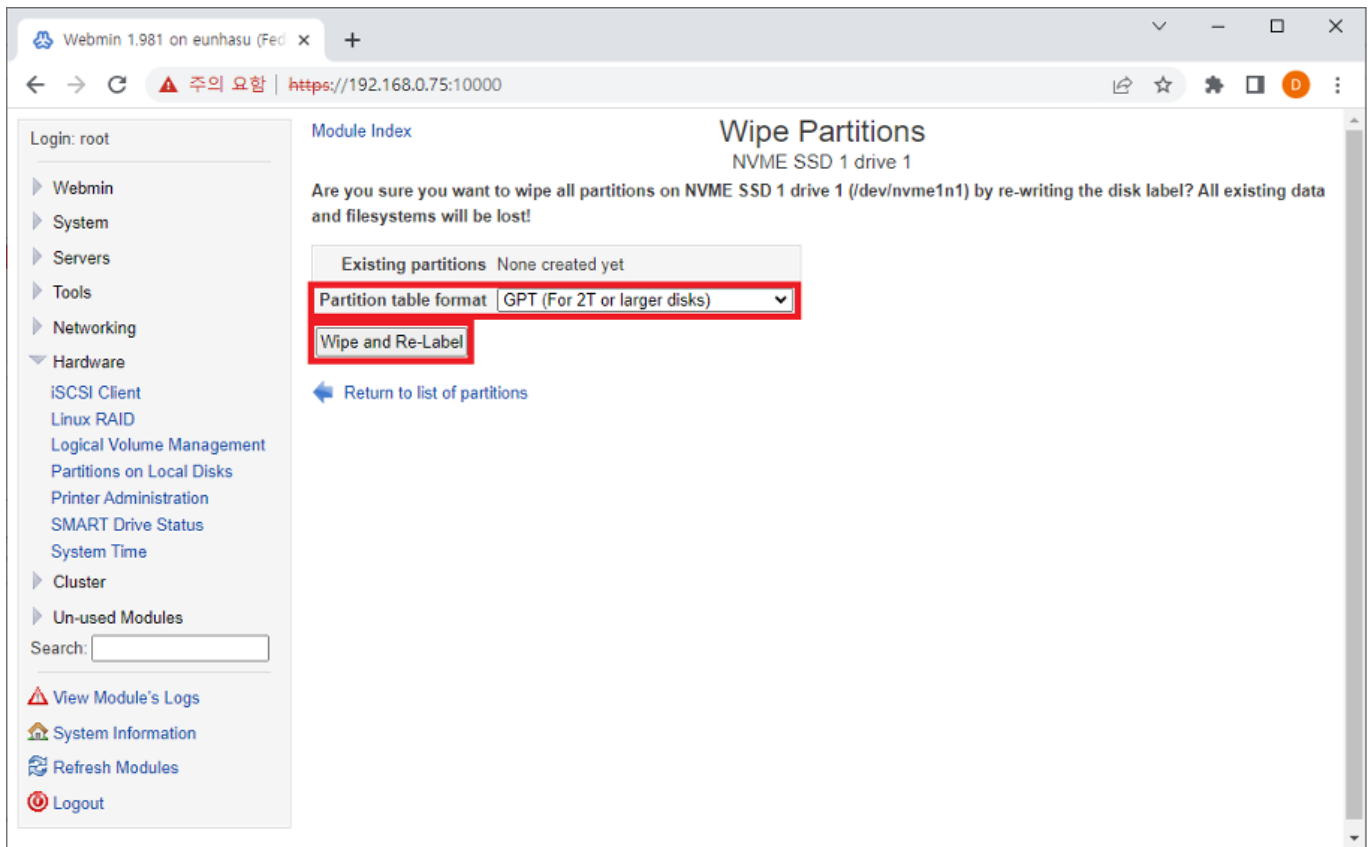 Webmin 1.981 on eunhasu (Fed
주의 요함 https://192.168.0.75:10000
D
Login: root
Webmin
System
Servers
Tools
Networking
Hardware
iSCSI Client
Linux RAID
Logical Volume Management
Partitions on Local Disks
Printer Administration
SMART Drive Status
System Time
Cluster
Un-used Modules
Search:
View Module's Logs
System Information
Refresh Modules
Logout
Module Index
Wipe Partitions
NVME SSD 1 drive 1
Are you sure you want to wipe all partitions on NVME SSD 1 drive 1 (/dev/nvme1n1) by re-writing the disk label? All existing data
and filesystems will be lost!
Existing partitions None created yet
Partition table format GPT (For 2T or larger disks)
Wipe and Re-Label
Return to list of partitions